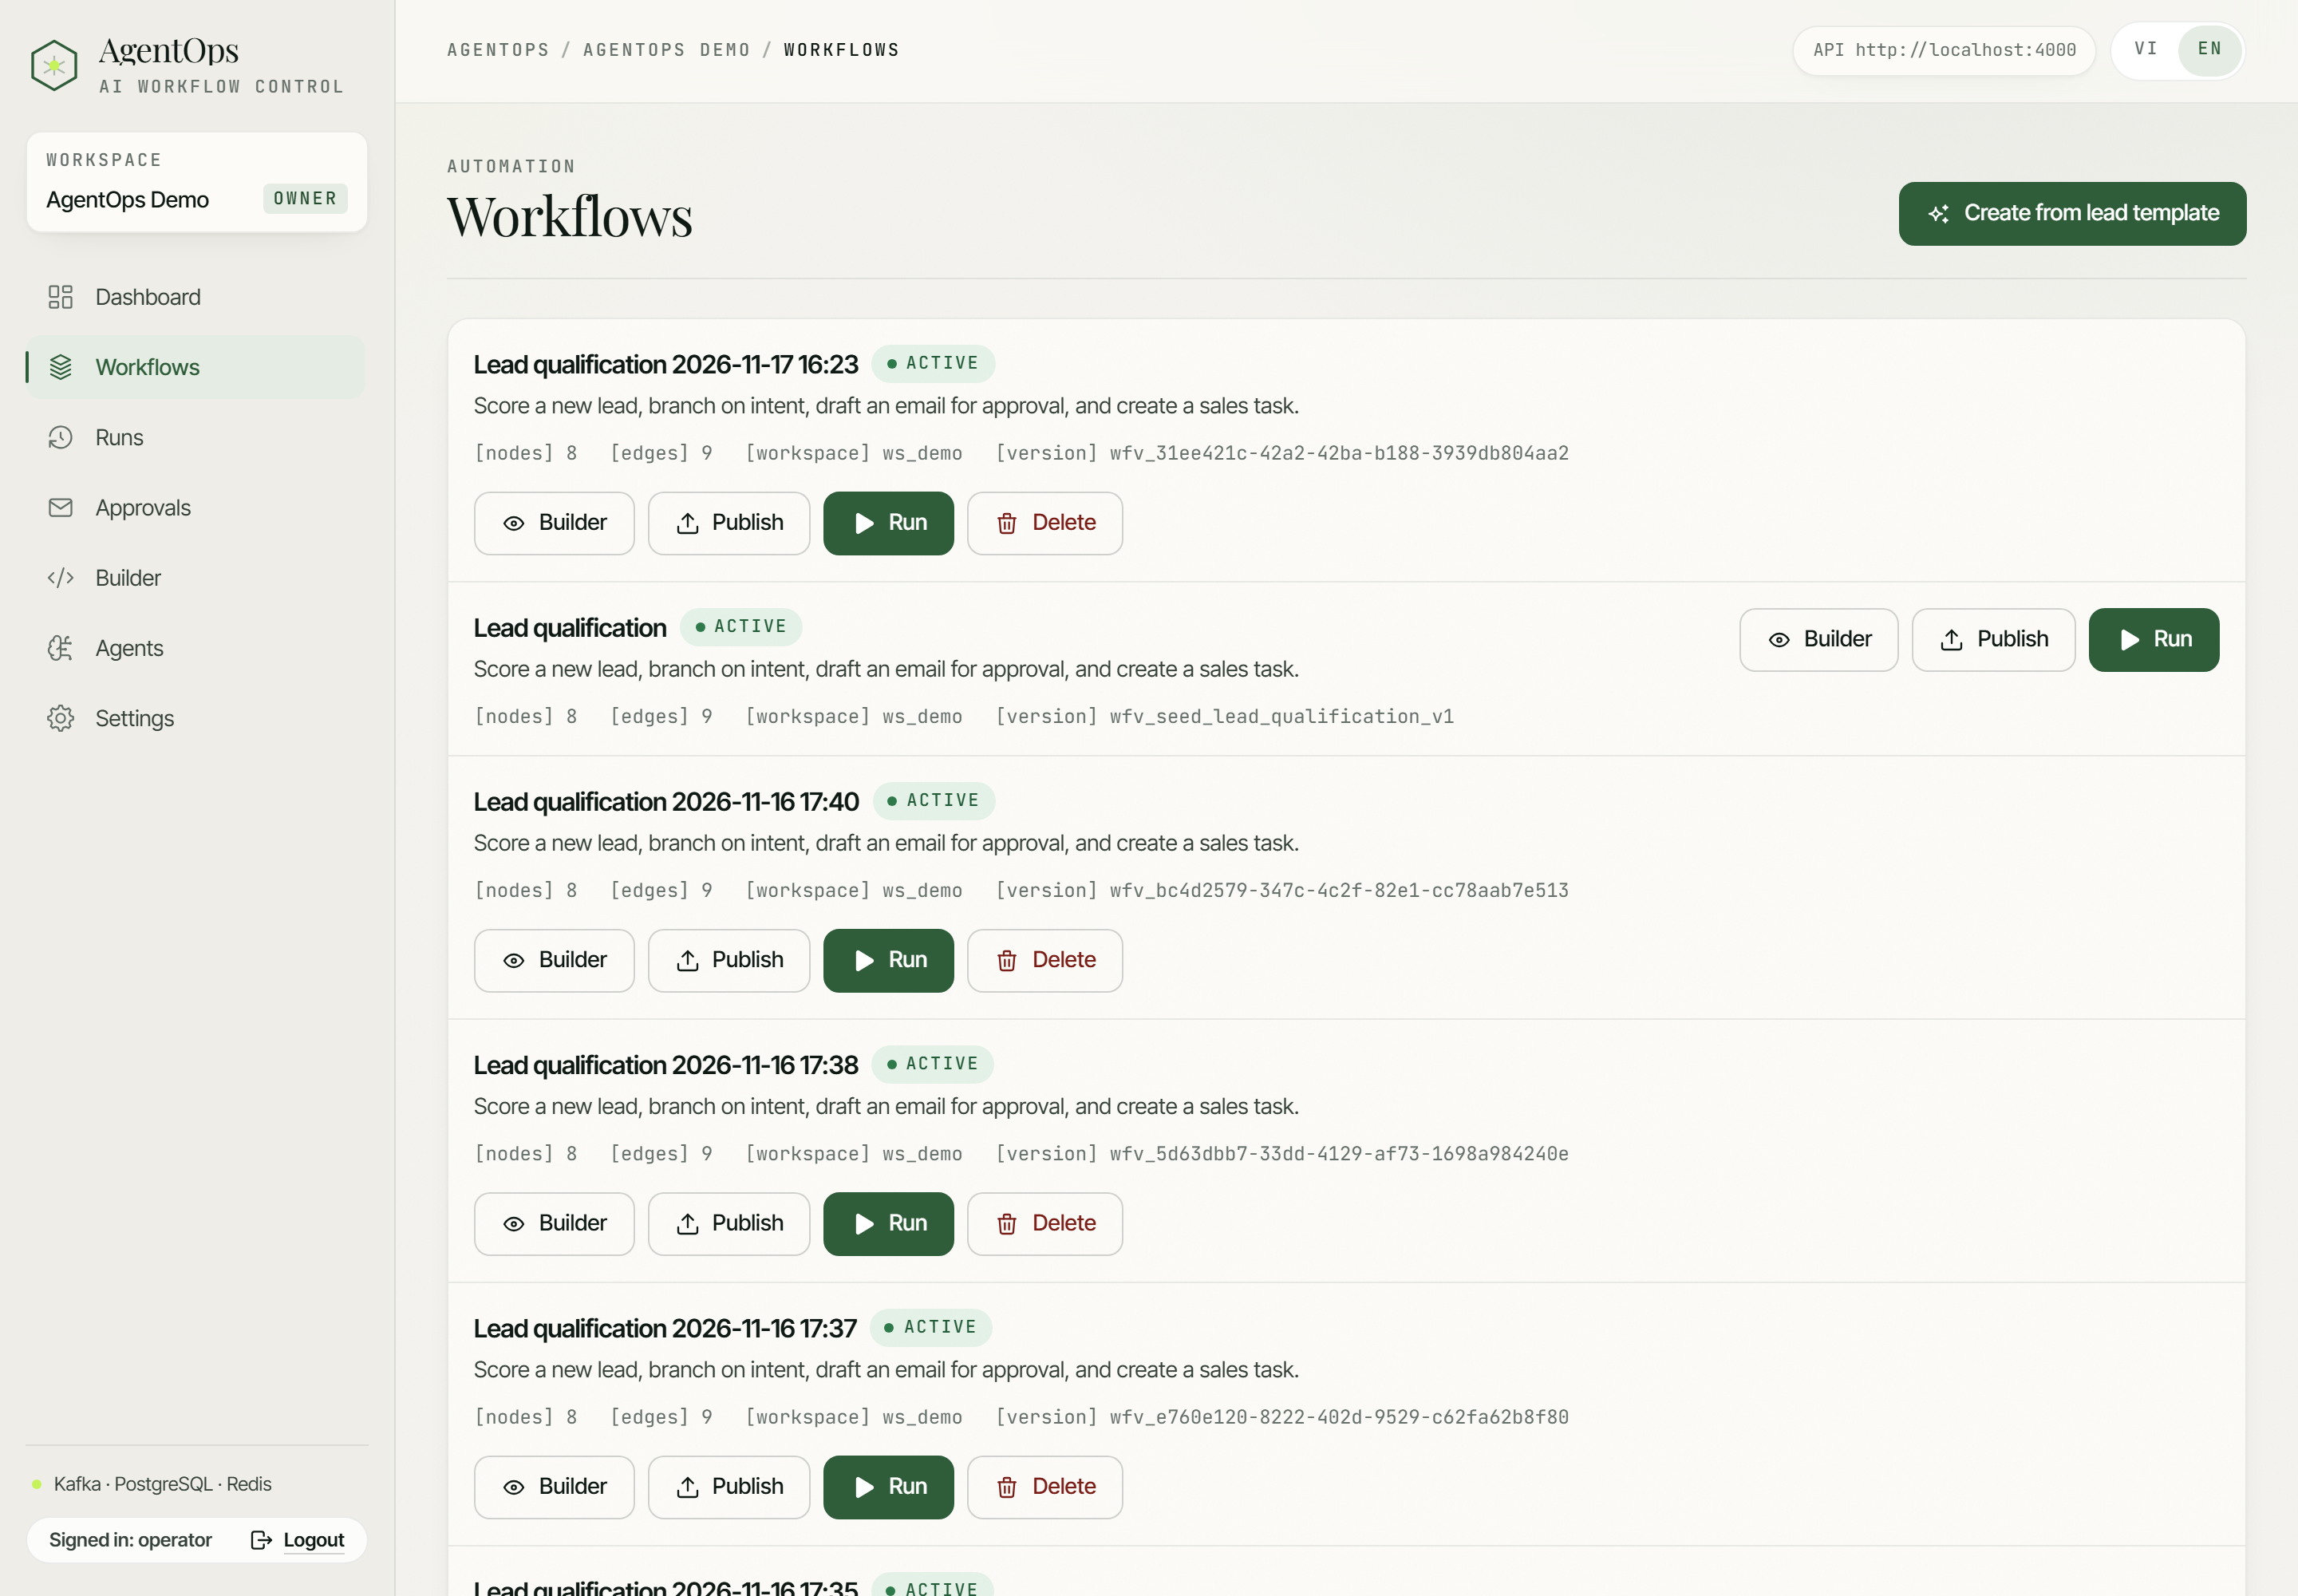 AgentOps
AI WORKFLOW CONTROL
WORKSPACE
AgentOps Demo OWNER
Dashboard
Workflows
Runs
Approvals
Builder
Agents
Settings
Kafka · PostgreSQL · Redis
Signed in: operator Logout
AGENTOPS / AGENTOPS DEMO / WORKFLOWS
API http://localhost:4000 VI EN
AUTOMATION
Workflows
Create from lead template
Lead qualification 2026-11-17 16:23 ACTIVE
Score a new lead, branch on intent, draft an email for approval, and create a sales task.
[nodes] 8 [edges] 9 [workspace] ws_demo [version] wfv_31ee421c-42a2-42ba-b188-3939db804aa2
Builder Publish Run Delete
Lead qualification ACTIVE
Score a new lead, branch on intent, draft an email for approval, and create a sales task.
[nodes] 8 [edges] 9 [workspace] ws_demo [version] wfv_seed_lead_qualification_v1
Builder Publish Run
Lead qualification 2026-11-16 17:40 ACTIVE
Score a new lead, branch on intent, draft an email for approval, and create a sales task.
[nodes] 8 [edges] 9 [workspace] ws_demo [version] wfv_bc4d2579-347c-4c2f-82e1-cc78aab7e513
Builder Publish Run Delete
Lead qualification 2026-11-16 17:38 ACTIVE
Score a new lead, branch on intent, draft an email for approval, and create a sales task.
[nodes] 8 [edges] 9 [workspace] ws_demo [version] wfv_5d63dbb7-33dd-4129-af73-1698a984240e
Builder Publish Run Delete
Lead qualification 2026-11-16 17:37 ACTIVE
Score a new lead, branch on intent, draft an email for approval, and create a sales task.
[nodes] 8 [edges] 9 [workspace] ws_demo [version] wfv_e760e120-8222-402d-9529-c62fa62b8f80
Builder Publish Run Delete
Lead qualification 2026-11-16 17:35 ACTIVE